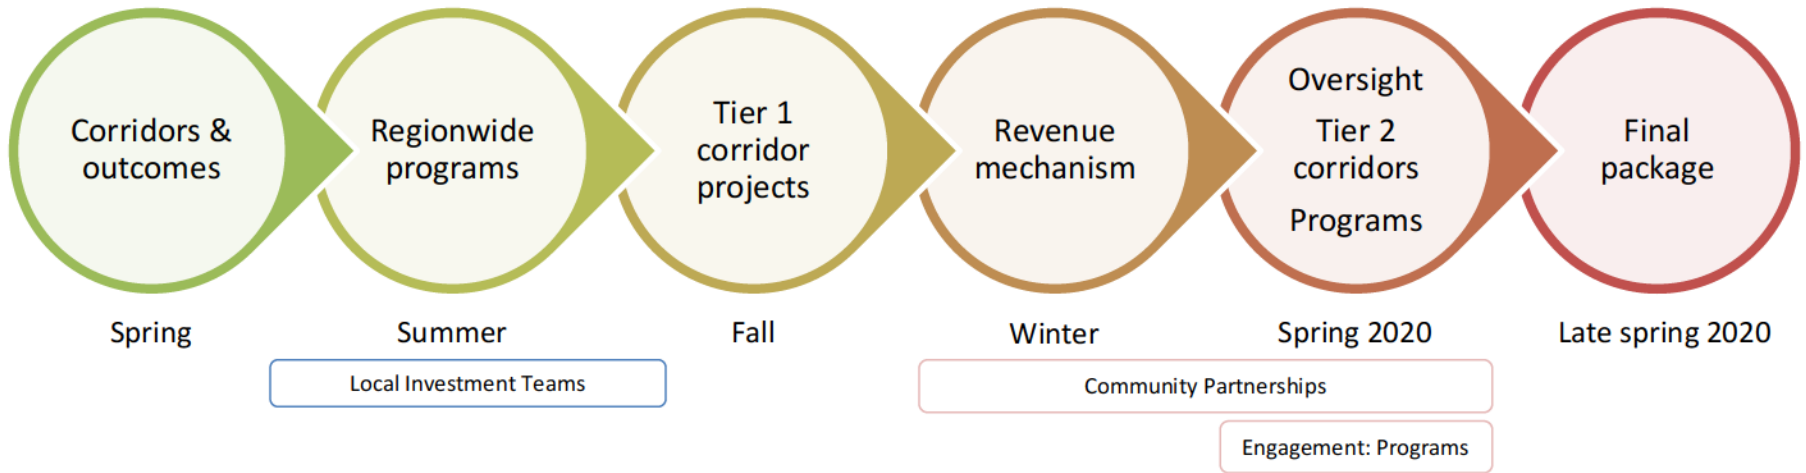 Corridors &
outcomes
Regionwide
programs
Tier 1
corridor
projects
Revenue
mechanism
Oversight
Tier 2
corridors
Programs
Final
package
Spring
Summer
Fall
Winter
Spring 2020
Late spring 2020
Local Investment Teams
Community Partnerships
Engagement: Programs